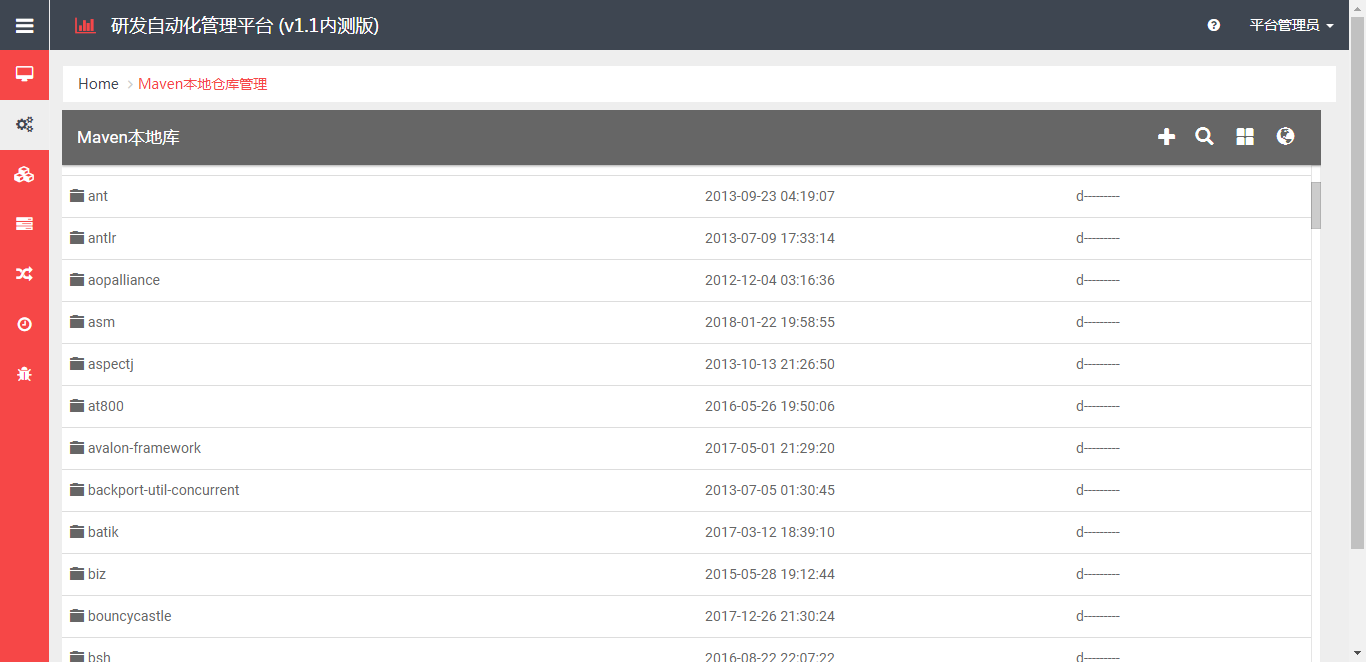 研发自动化管理平台 (v1.1内测版) 平台管理员
Home Maven本地仓库管理
Maven本地库
ant 2013-09-23 04:19:07 d---------
antlr 2013-07-09 17:33:14 d---------
aopalliance 2012-12-04 03:16:36 d---------
asm 2018-01-22 19:58:55 d---------
aspectj 2013-10-13 21:26:50 d---------
at800 2016-05-26 19:50:06 d---------
avalon-framework 2017-05-01 21:29:20 d---------
backport-util-concurrent 2013-07-05 01:30:45 d---------
batik 2017-03-12 18:39:10 d---------
biz 2015-05-28 19:12:44 d---------
bouncycastle 2017-12-26 21:30:24 d---------
bsh 2016-08-22 22:07:22 d---------